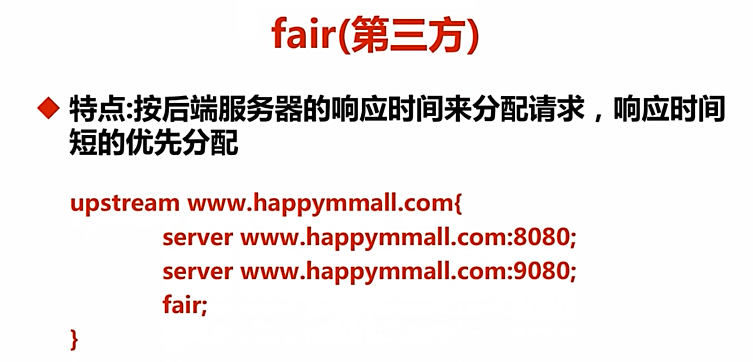 fair(第三方)
特点:按后端服务器的响应时间来分配请求，响应时间
短的优先分配
upstream www.happymmall.com{
server www.happymmall.com:8080;
server www.happymmall.com:9080;
fair;
}